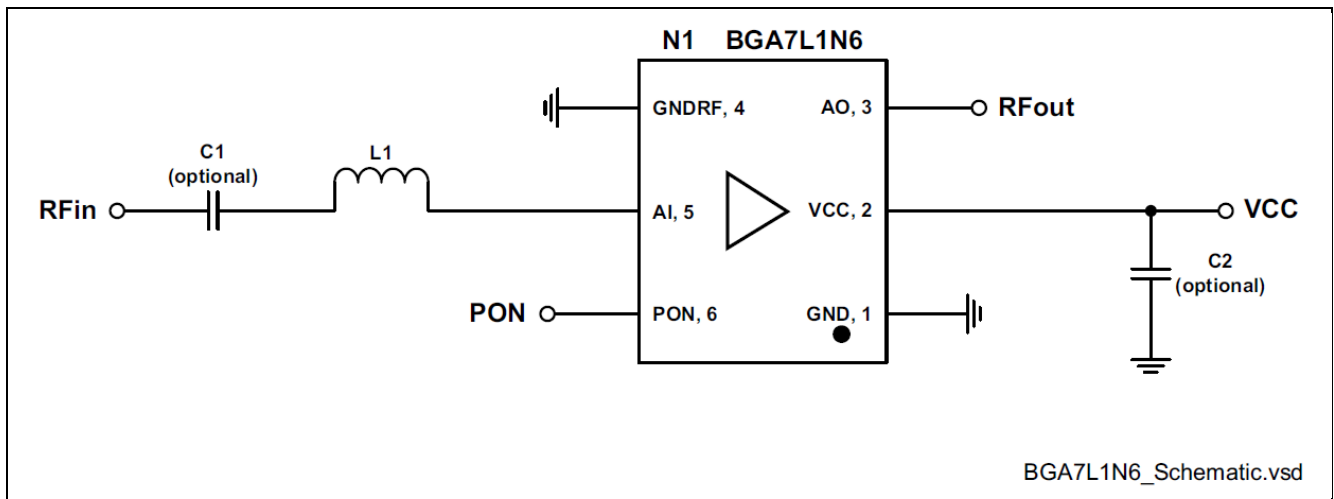 N1 BGA7L1N6
GNDRF, 4
AO, 3
RFout
C1
(optional)
L1
RFin
AI, 5
VCC, 2
VCC
C2
(optional)
PON
PON, 6
GND, 1
BGA7L1N6_Schematic.vsd